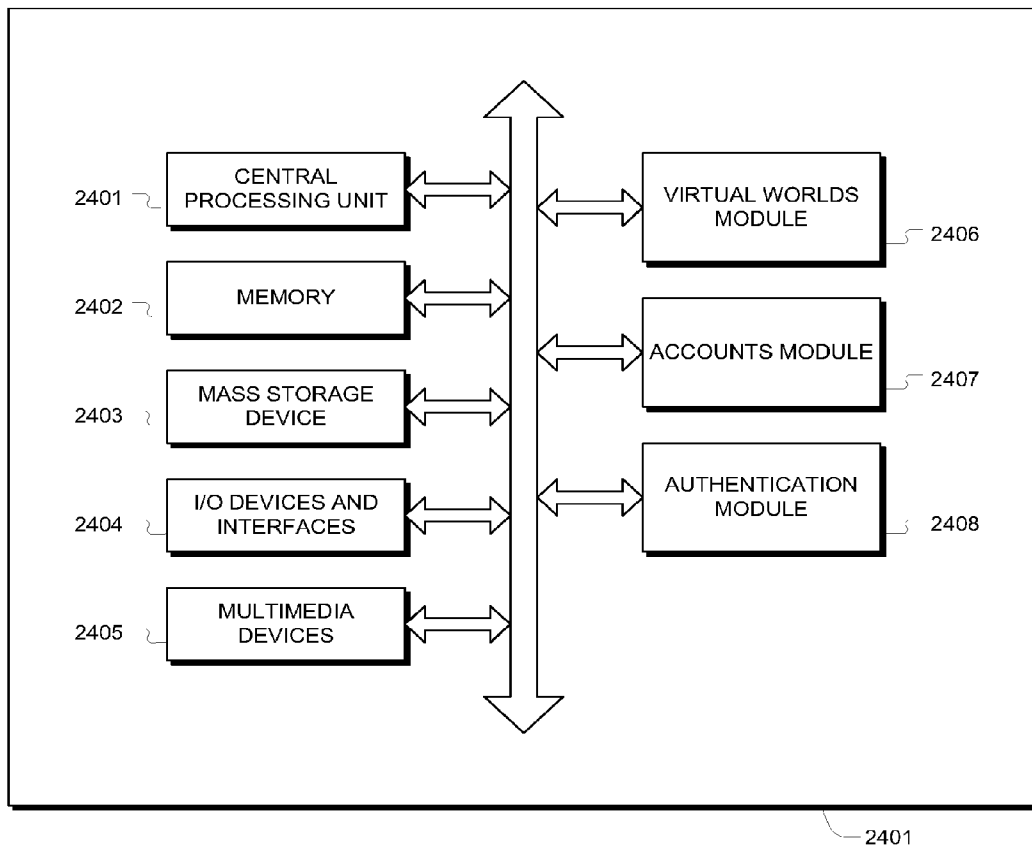 2401
CENTRAL
PROCESSING UNIT
2402
MEMORY
2403
MASS STORAGE
DEVICE
2404
I/O DEVICES AND
INTERFACES
2405
MULTIMEDIA
DEVICES
VIRTUAL WORLDS
MODULE
2406
ACCOUNTS MODULE
2407
AUTHENTICATION
MODULE
2408
2401